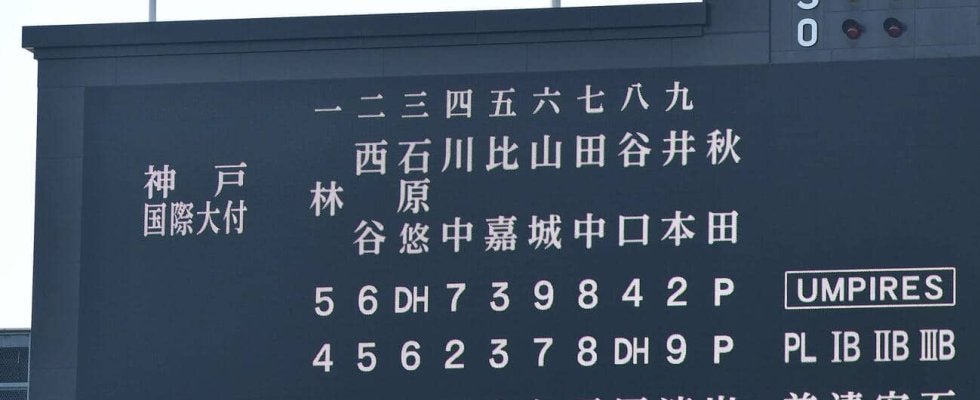 0
一 二 三 四 五 六 七 八 九
神戸
国際大付
林 西谷 石原悠 川中 比嘉 山城 田中 谷口 井本 秋田
5 6 DH 7 3 9 8 4 2 P
UMPIRES
4 5 6 2 3 7 8 DH 9 P
PL IB IIB IIIB